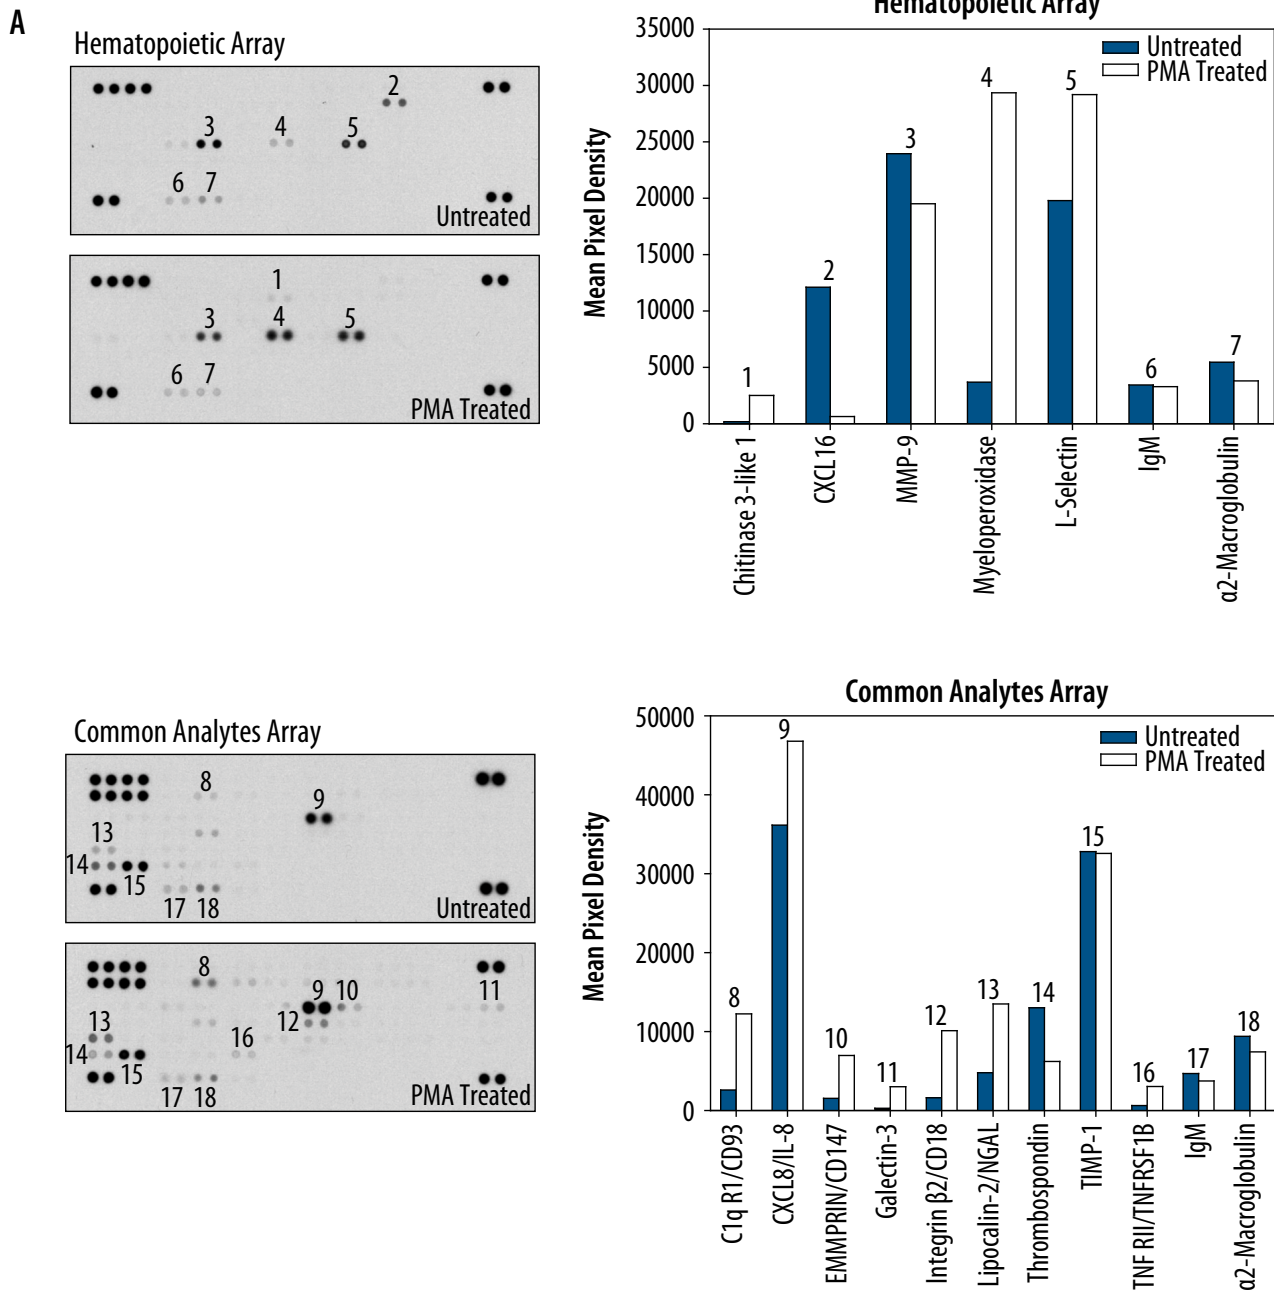 A
Hematopoietic Array
2
3
4
5
6
7
Untreated
1
3
4
5
6
7
PMA Treated
Hematopoietic Array
Mean Pixel Density
35000
30000
25000
20000
15000
10000
5000
0
Untreated
PMA Treated
1
2
3
4
5
6
7
Chitinase 3-like 1
CXCL16
MMP-9
Myeloperoxidase
L-Selectin
IgM
α2-Macroglobulin
Common Analytes Array
8
9
13
14
15
17
18
Untreated
8
9
10
11
12
13
14
15
16
17
18
PMA Treated
Common Analytes Array
Mean Pixel Density
50000
40000
30000
20000
10000
0
Untreated
PMA Treated
8
9
10
11
12
13
14
15
16
17
18
C1q R1/CD93
CXCL8/IL-8
EMMPRIN/CD147
Galectin-3
Integrin β2/CD18
Lipocalin-2/NGAL
Thrombospondin
TIMP-1
TNF RII/TNFRSF1B
IgM
α2-Macroglobulin